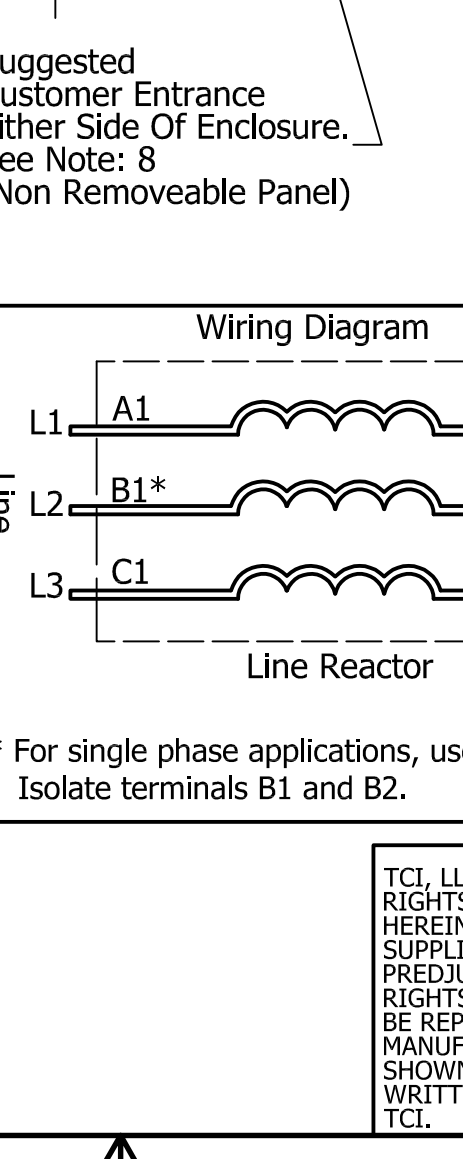 uggested
ustomer Entrance
ither Side Of Enclosure.
ee Note: 8
Non Removeable Panel)
Wiring Diagram
L1 A1
L2 B1*
L3 C1
Line
Line Reactor
* For single phase applications, use
Isolate terminals B1 and B2.
TCI, LL
RIGHTS
HEREIN
SUPPLI
PREDJU
RIGHTS
BE REP
MANUF
SHOWN
WRITT
TCI.